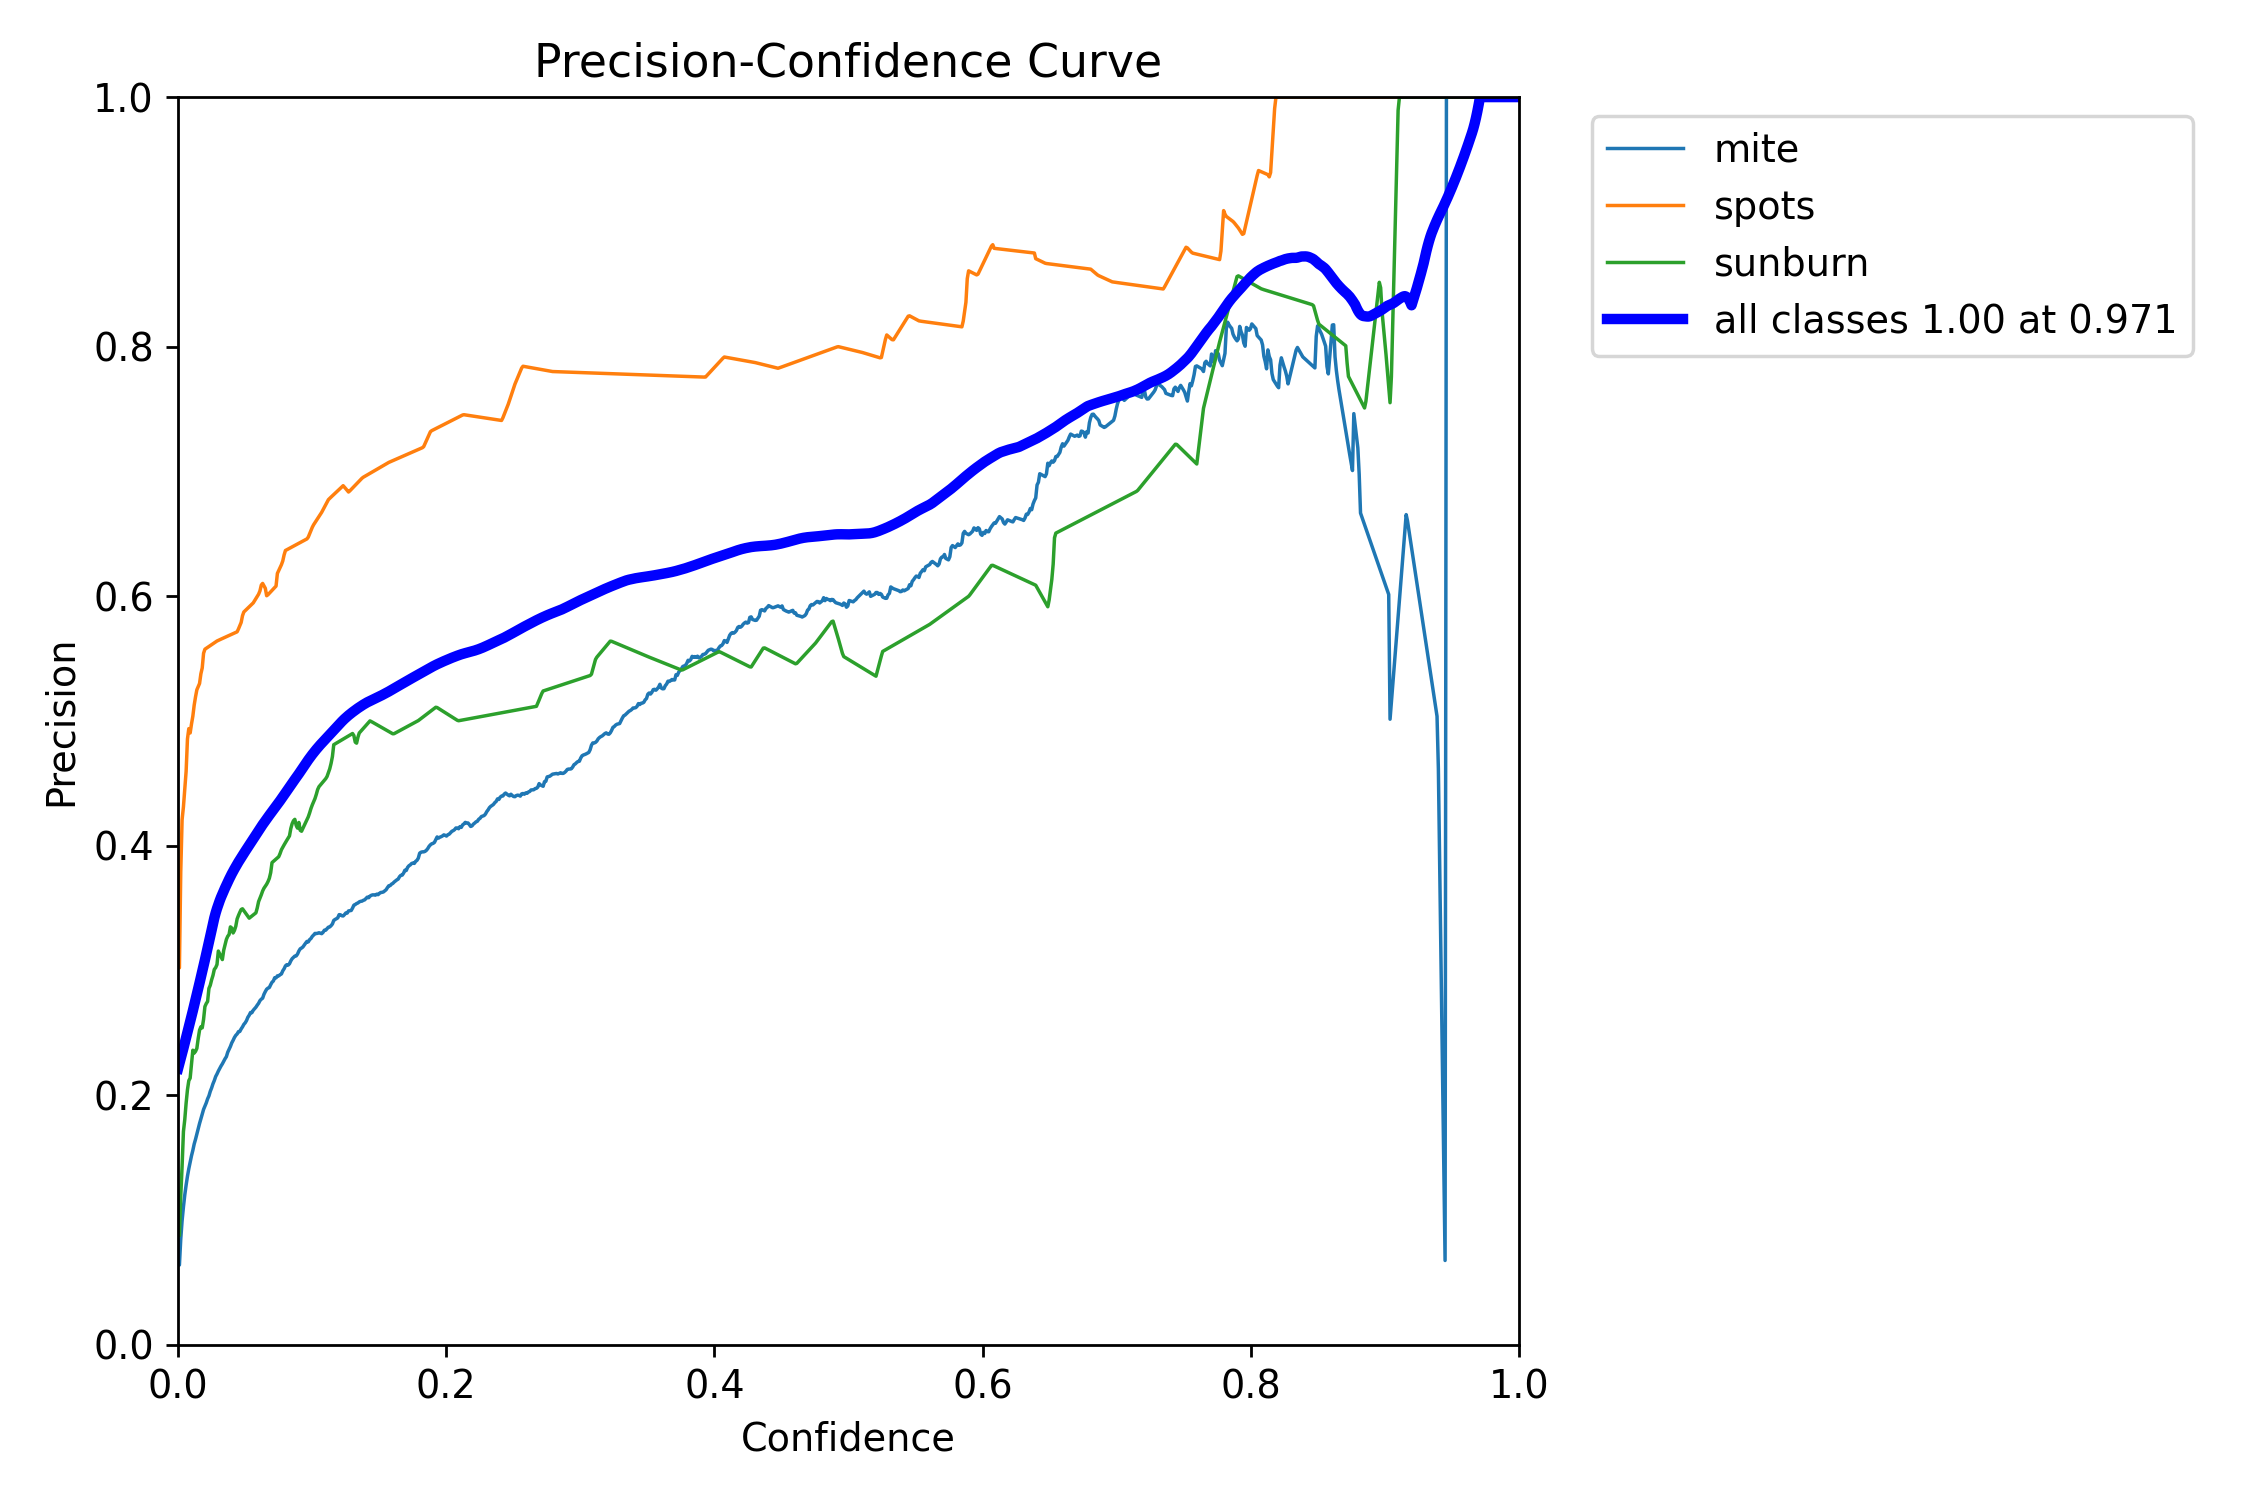 Precision-Confidence Curve
1.0
0.8
0.6
0.4
0.2
0.0
Precision
0.0 0.2 0.4 0.6 0.8 1.0
Confidence
mite
spots
sunburn
all classes 1.00 at 0.971